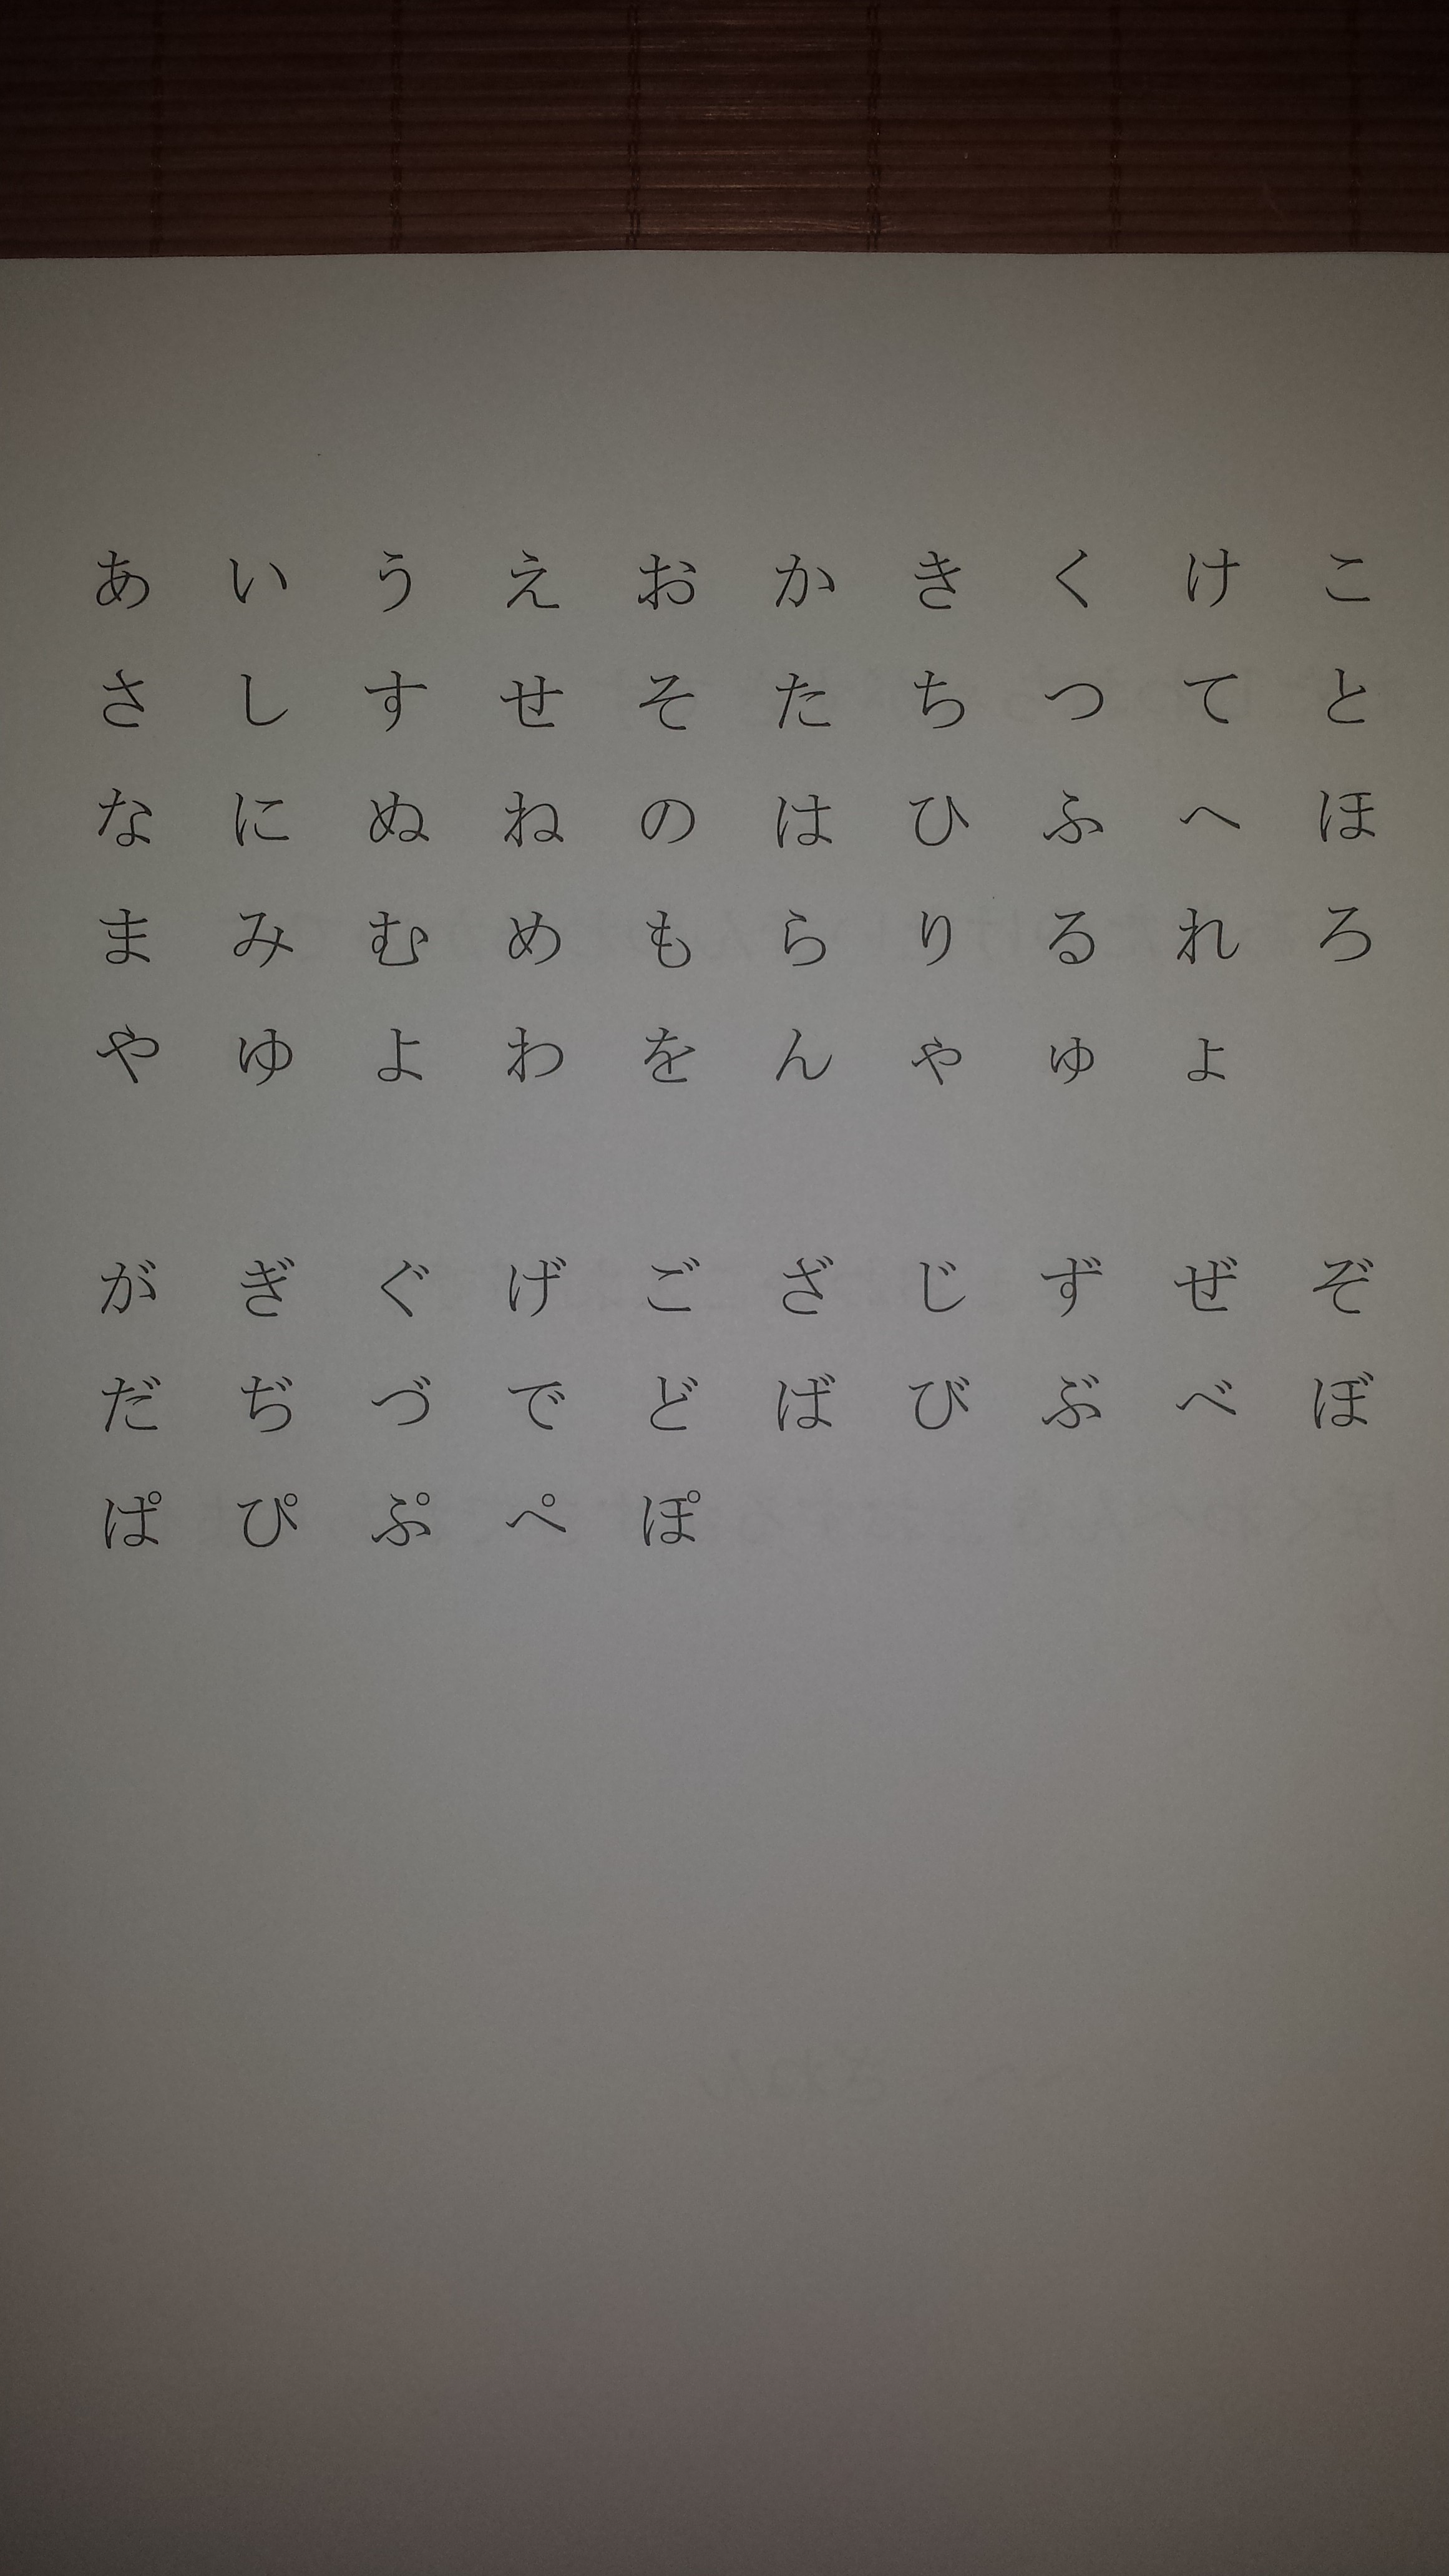 あ い う え お か き く け こ
さ し す せ そ た ち つ て と
な に ぬ ね の は ひ ふ へ ほ
ま み む め も ら り る れ ろ
や ゆ よ わ を ん ゃ ゅ ょ
が ぎ ぐ げ ご ざ じ ず ぜ ぞ
だ ぢ づ で ど ば び ぶ べ ぼ
ぱ ぴ ぷ ぺ ぽ